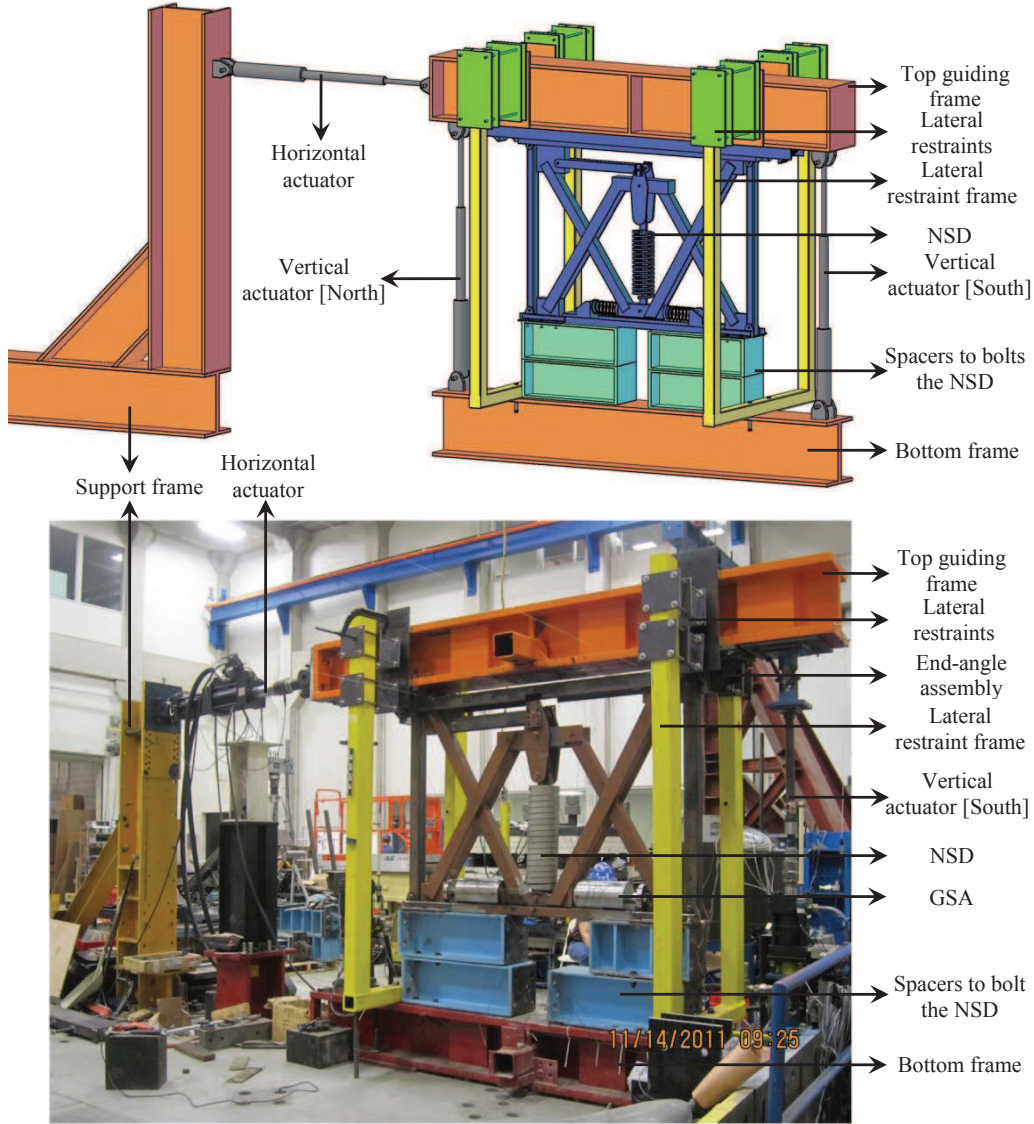 Top guiding
frame
Lateral
restraints
Horizontal
actuator
Lateral
restraint frame
NSD
Vertical
actuator [North]
Vertical
actuator [South]
Spacers to bolts
the NSD
Bottom frame
Horizontal
actuator
Support frame
Top guiding
frame
Lateral
restraints
End-angle
assembly
Lateral
restraint frame
Vertical
actuator [South]
NSD
GSA
Spacers to bolt
the NSD
11/14/2011 09:25
Bottom frame